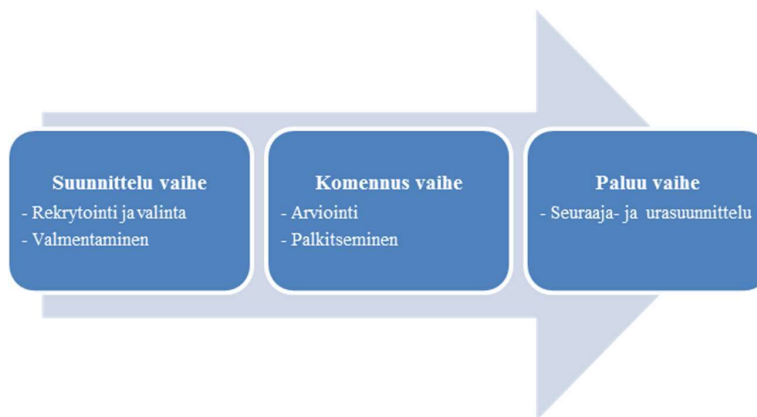 Suunnittelu vaihe
- Rekrytointi ja valinta
- Valmentaminen
Komennus vaihe
- Arviointi
- Palkitseminen
Paluu vaihe
- Seuraaja- ja urasuunnittelu